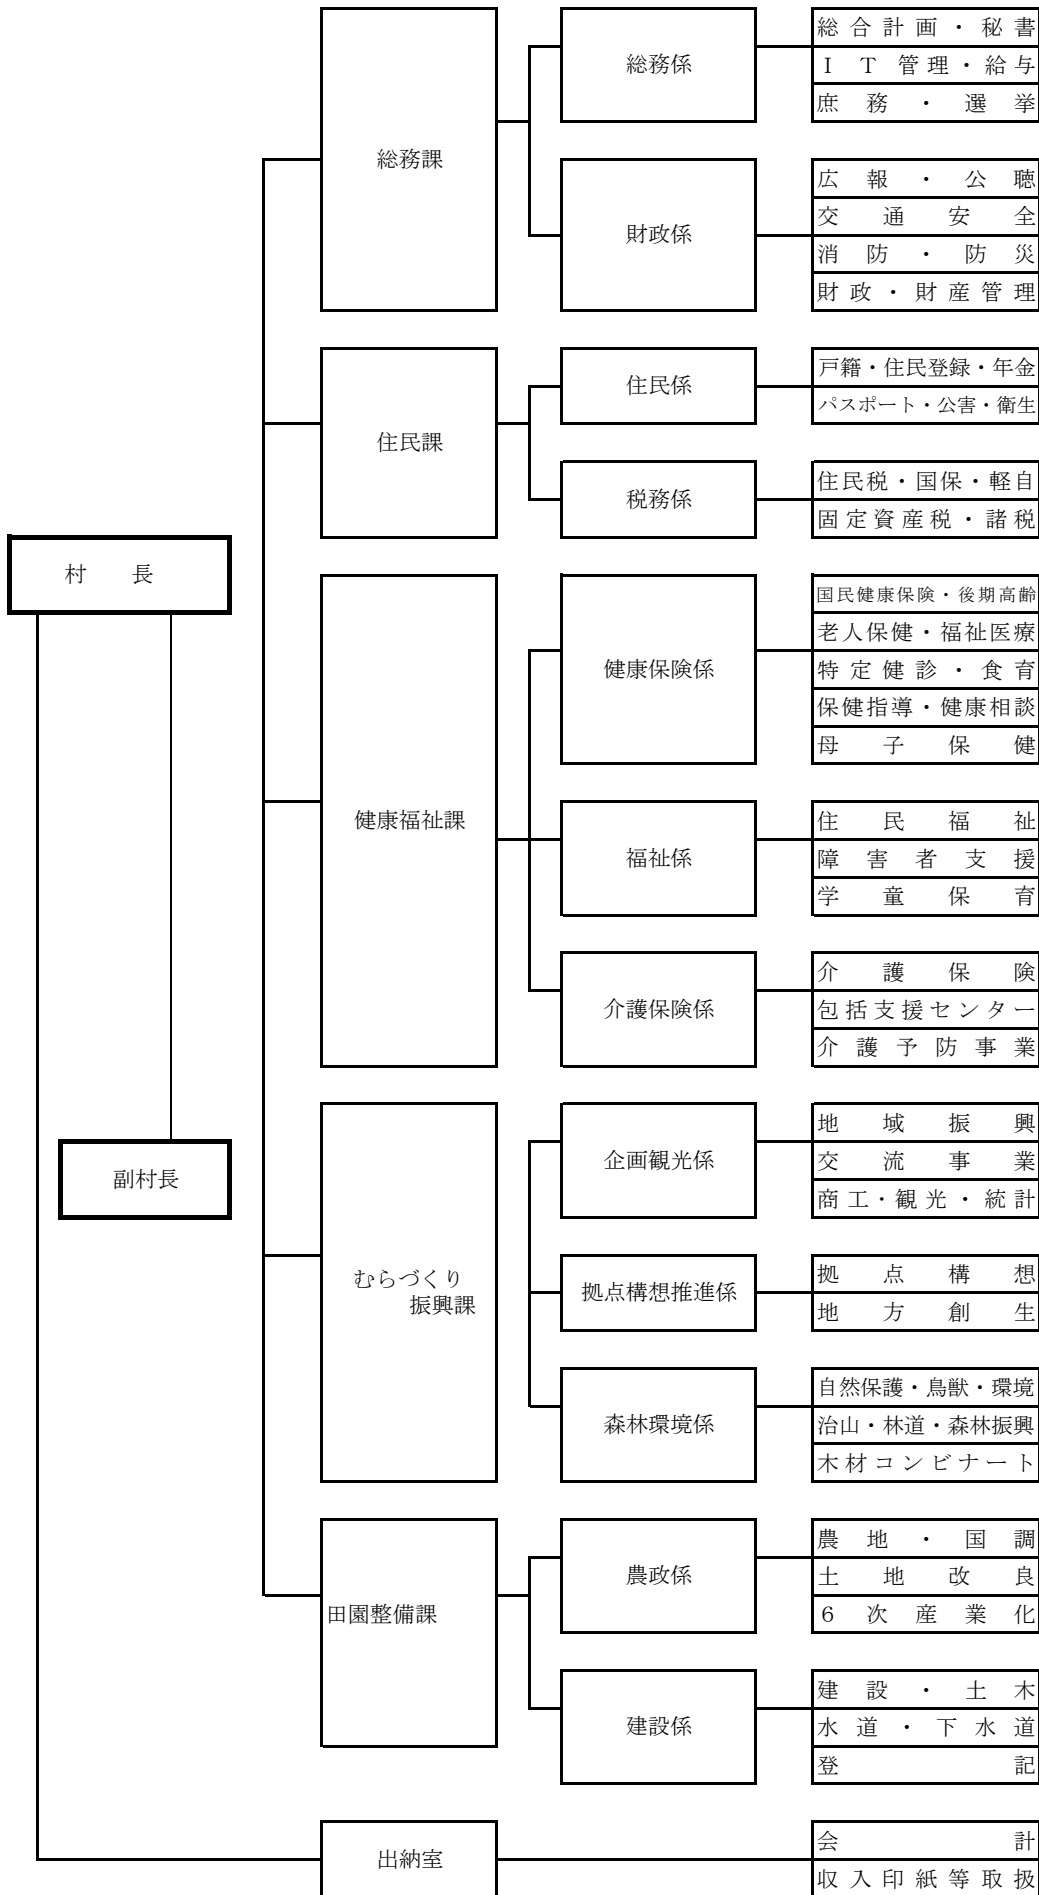 村　長
副村長
総務課
総務係
総合計画・秘書
ＩＴ管理・給与
庶務・選挙
財政係
広報・公聴
交通安全
消防・防災
財政・財産管理
住民課
住民係
戸籍・住民登録・年金
パスポート・公害・衛生
税務係
住民税・国保・軽自
固定資産税・諸税
健康福祉課
健康保険係
国民健康保険・後期高齢
老人保健・福祉医療
特定健診・食育
保健指導・健康相談
母子保健
福祉係
住民福祉
障害者支援
学童保育
介護保険係
介護保険
包括支援センター
介護予防事業
むらづくり
振興課
企画観光係
地域振興
交流事業
商工・観光・統計
拠点構想推進係
拠点構想
地方創生
森林環境係
自然保護・鳥獣・環境
治山・林道・森林振興
木材コンビナート
田園整備課
農政係
農地・国調
土地改良
６次産業化
建設係
建設・土木
水道・下水道
登記
出納室
会計
収入印紙等取扱